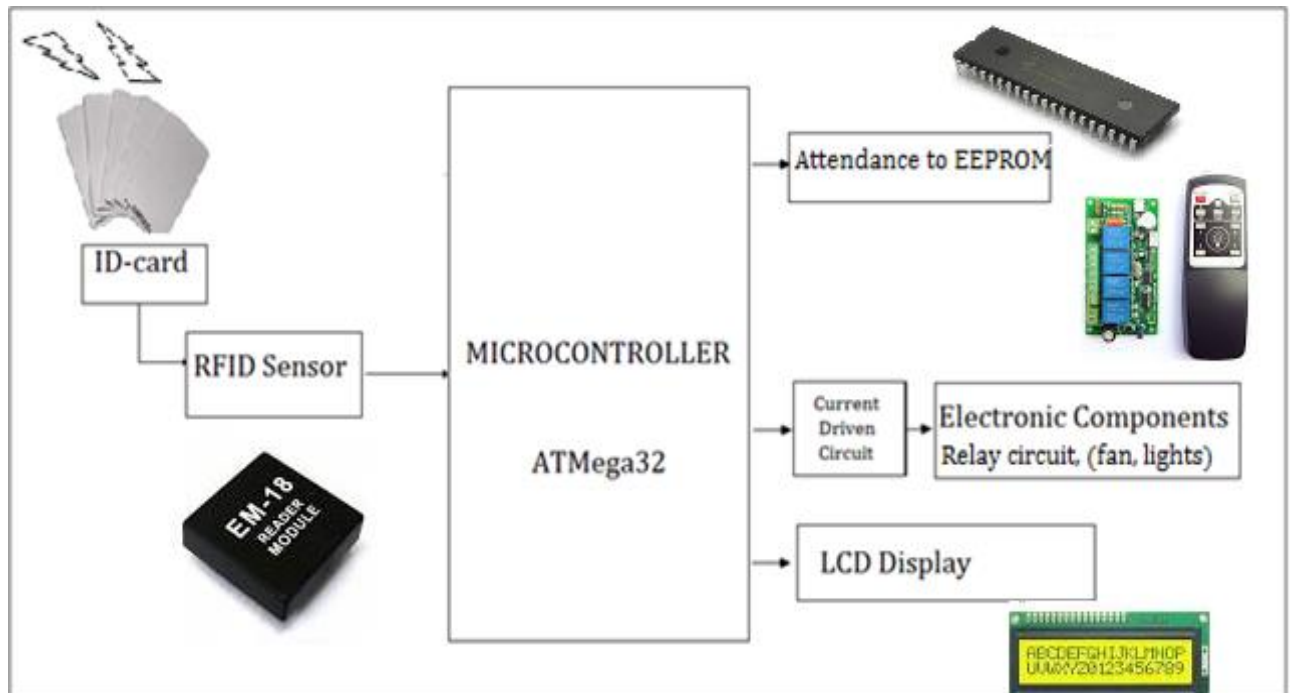 ID-card
RFID Sensor
EM-18
READER
MODULE
MICROCONTROLLER
ATMega32
Attendance to EEPROM
Current
Driven
Circuit
Electronic Components
Relay circuit, (fan, lights)
LCD Display
ABCDEFGHIJKLMNOP
UVWXYZ0123456789